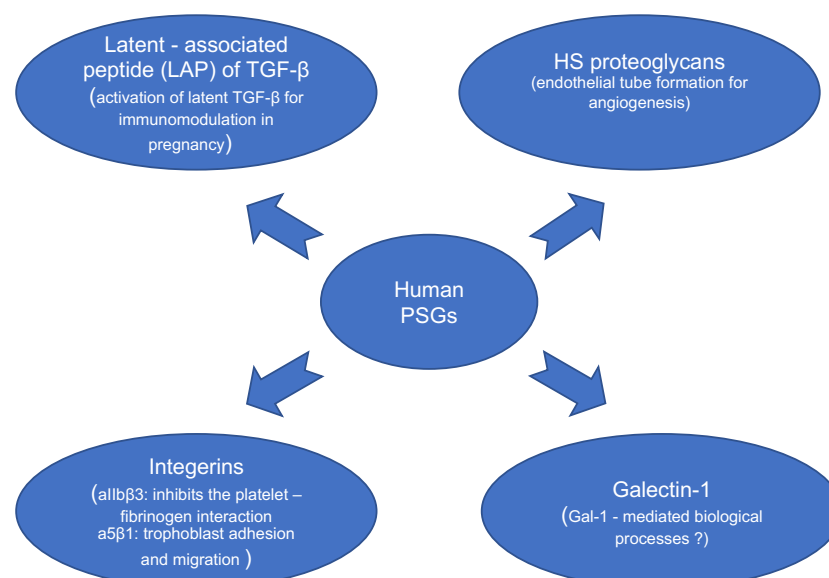 Latent - associated
peptide (LAP) of TGF-β
(activation of latent TGF-β for
immunomodulation in
pregnancy)
HS proteoglycans
(endothelial tube formation for
angiogenesis)
Human
PSGs
Integerins
(aIIbβ3: inhibits the platelet –
fibrinogen interaction
a5β1: trophoblast adhesion
and migration )
Galectin-1
(Gal-1 - mediated biological
processes ?)